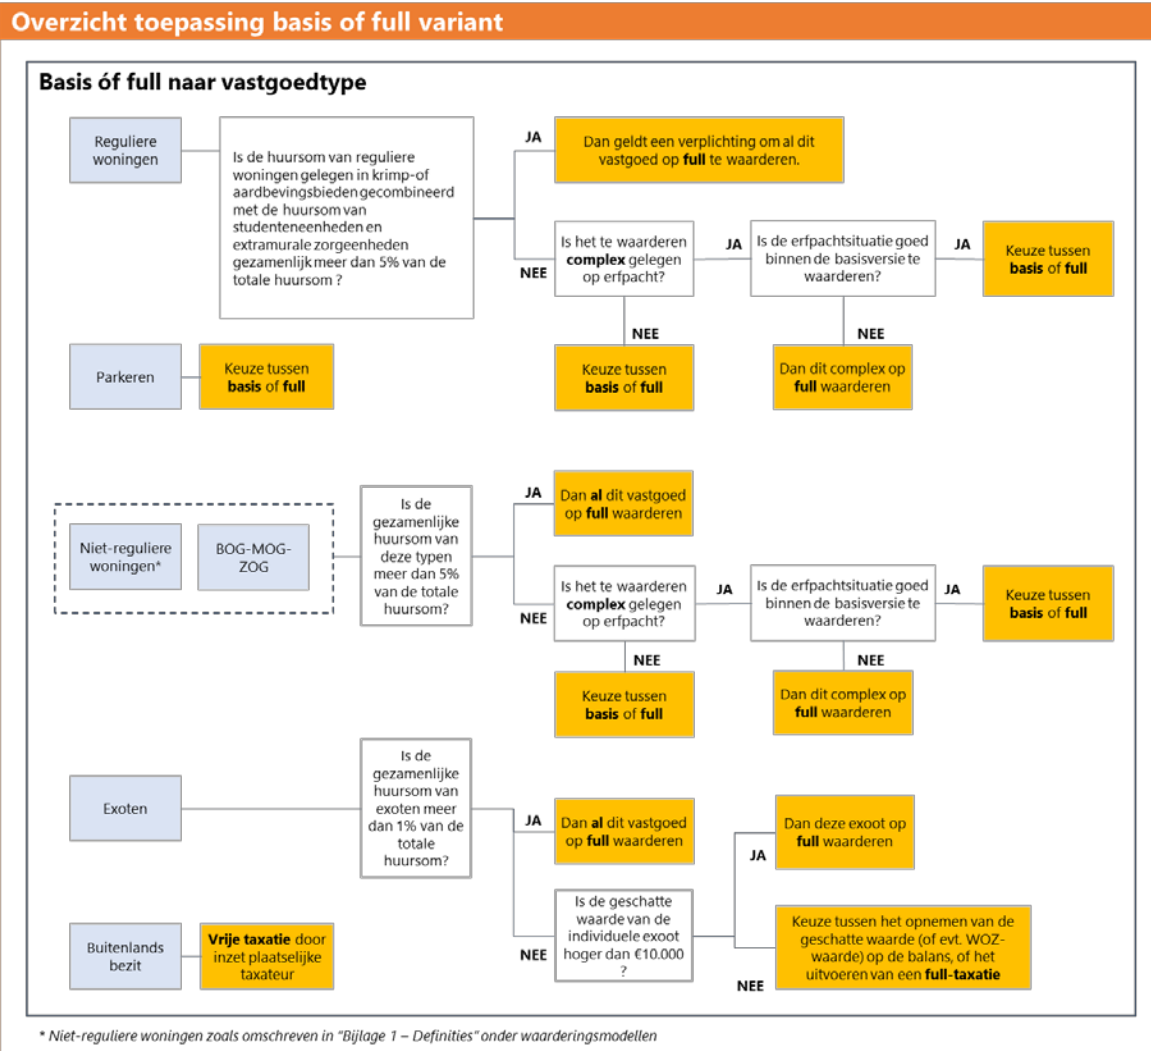 Overzicht toepassing basis of full variant
Basis óf full naar vastgoedtype
Reguliere
woningen
Is de huursom van reguliere
woningen gelegen in krimp-of
aardbevingsbieden gecombineerd
met de huursom van
studenteneenheden en
extramurale zorgeenheden
gezamenlijk meer dan 5% van de
totale huursom ?
JA
Dan geldt een verplichting om al dit
vastgoed op full te waarderen.
NEE
Is het te waarderen
complex gelegen
op erfpacht?
JA
Is de erfpachtsituatie goed
binnen de basisversie te
waarderen?
JA
Keuze tussen
basis of full
NEE
Keuze tussen
basis of full
NEE
Dan dit complex op
full waarderen
Parkeren
Keuze tussen
basis of full
Niet-reguliere
woningen*
BOG-MOG-
ZOG
Is de
gezamenlijke
huursom van
deze typen
meer dan 5%
van de totale
huursom?
JA
Dan al dit vastgoed
op full waarderen
NEE
Is het te waarderen
complex gelegen
op erfpacht?
JA
Is de erfpachtsituatie goed
binnen de basisversie te
waarderen?
JA
Keuze tussen
basis of full
NEE
Keuze tussen
basis of full
NEE
Dan dit complex op
full waarderen
Exoten
Is de
gezamenlijke
huursom van
exoten meer
dan 1% van de
totale
huursom?
JA
Dan al dit vastgoed
op full waarderen
NEE
Is de geschatte
waarde van de
individuele exoot
hoger dan €10.000
?
JA
Dan deze exoot op
full waarderen
NEE
Keuze tussen het opnemen van de
geschatte waarde (of evt. WOZ-
waarde) op de balans, of het
uitvoeren van een full-taxatie
Buitenlands
bezit
Vrije taxatie door
inzet plaatselijke
taxateur
* Niet-reguliere woningen zoals omschreven in "Bijlage 1 – Definities" onder waarderingsmodellen